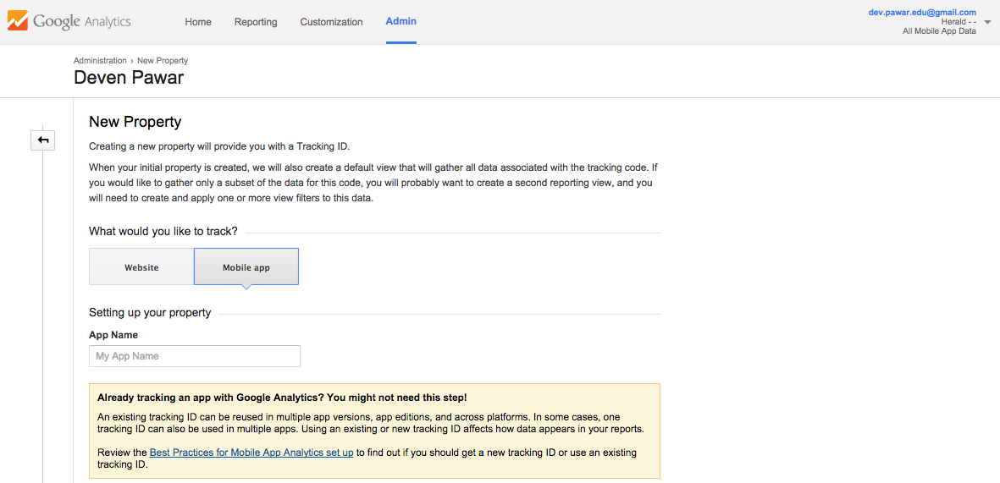 Google Analytics
Home Reporting Customization Admin
dev.pawar.edu@gmail.com
Herald - -
All Mobile App Data
Administration › New Property
Deven Pawar
New Property
Creating a new property will provide you with a Tracking ID.
When your initial property is created, we will also create a default view that will gather all data associated with the tracking code. If
you would like to gather only a subset of the data for this code, you will probably want to create a second reporting view, and you
will need to create and apply one or more view filters to this data.
What would you like to track?
Website Mobile app
Setting up your property
App Name
My App Name
Already tracking an app with Google Analytics? You might not need this step!
An existing tracking ID can be reused in multiple app versions, app editions, and across platforms. In some cases, one
tracking ID can also be used in multiple apps. Using an existing or new tracking ID affects how data appears in your reports.
Review the Best Practices for Mobile App Analytics set up to find out if you should get a new tracking ID or use an existing
tracking ID.